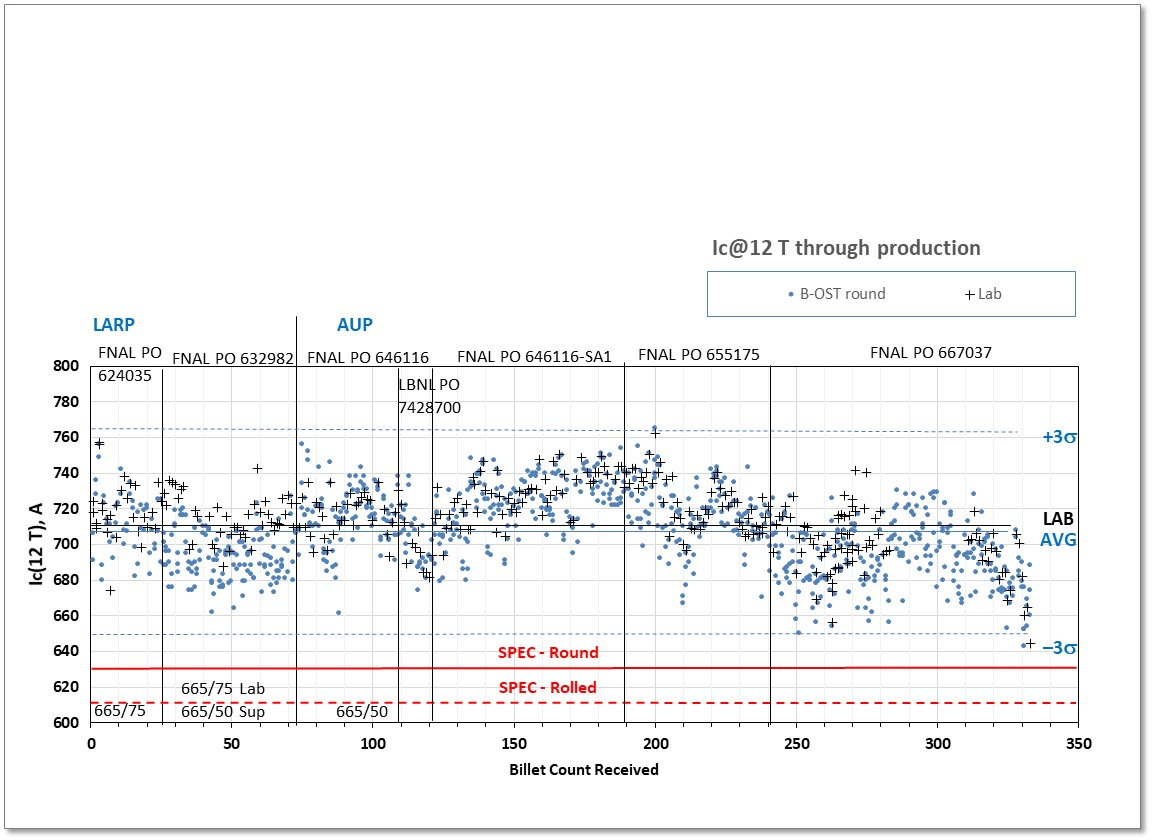 Ic@12 T through production
B-OST round
Lab
LARP
AUP
FNAL PO
624035
FNAL PO 632982
FNAL PO 646116
LBNL PO
7428700
FNAL PO 646116-SA1
FNAL PO 655175
FNAL PO 667037
Ic(12 T), A
800
780
760
740
720
700
680
660
640
620
600
+3σ
LAB
AVG
−3σ
SPEC - Round
SPEC - Rolled
665/75
665/75 Lab
665/50 Sup
665/50
0
50
100
150
200
250
300
350
Billet Count Received